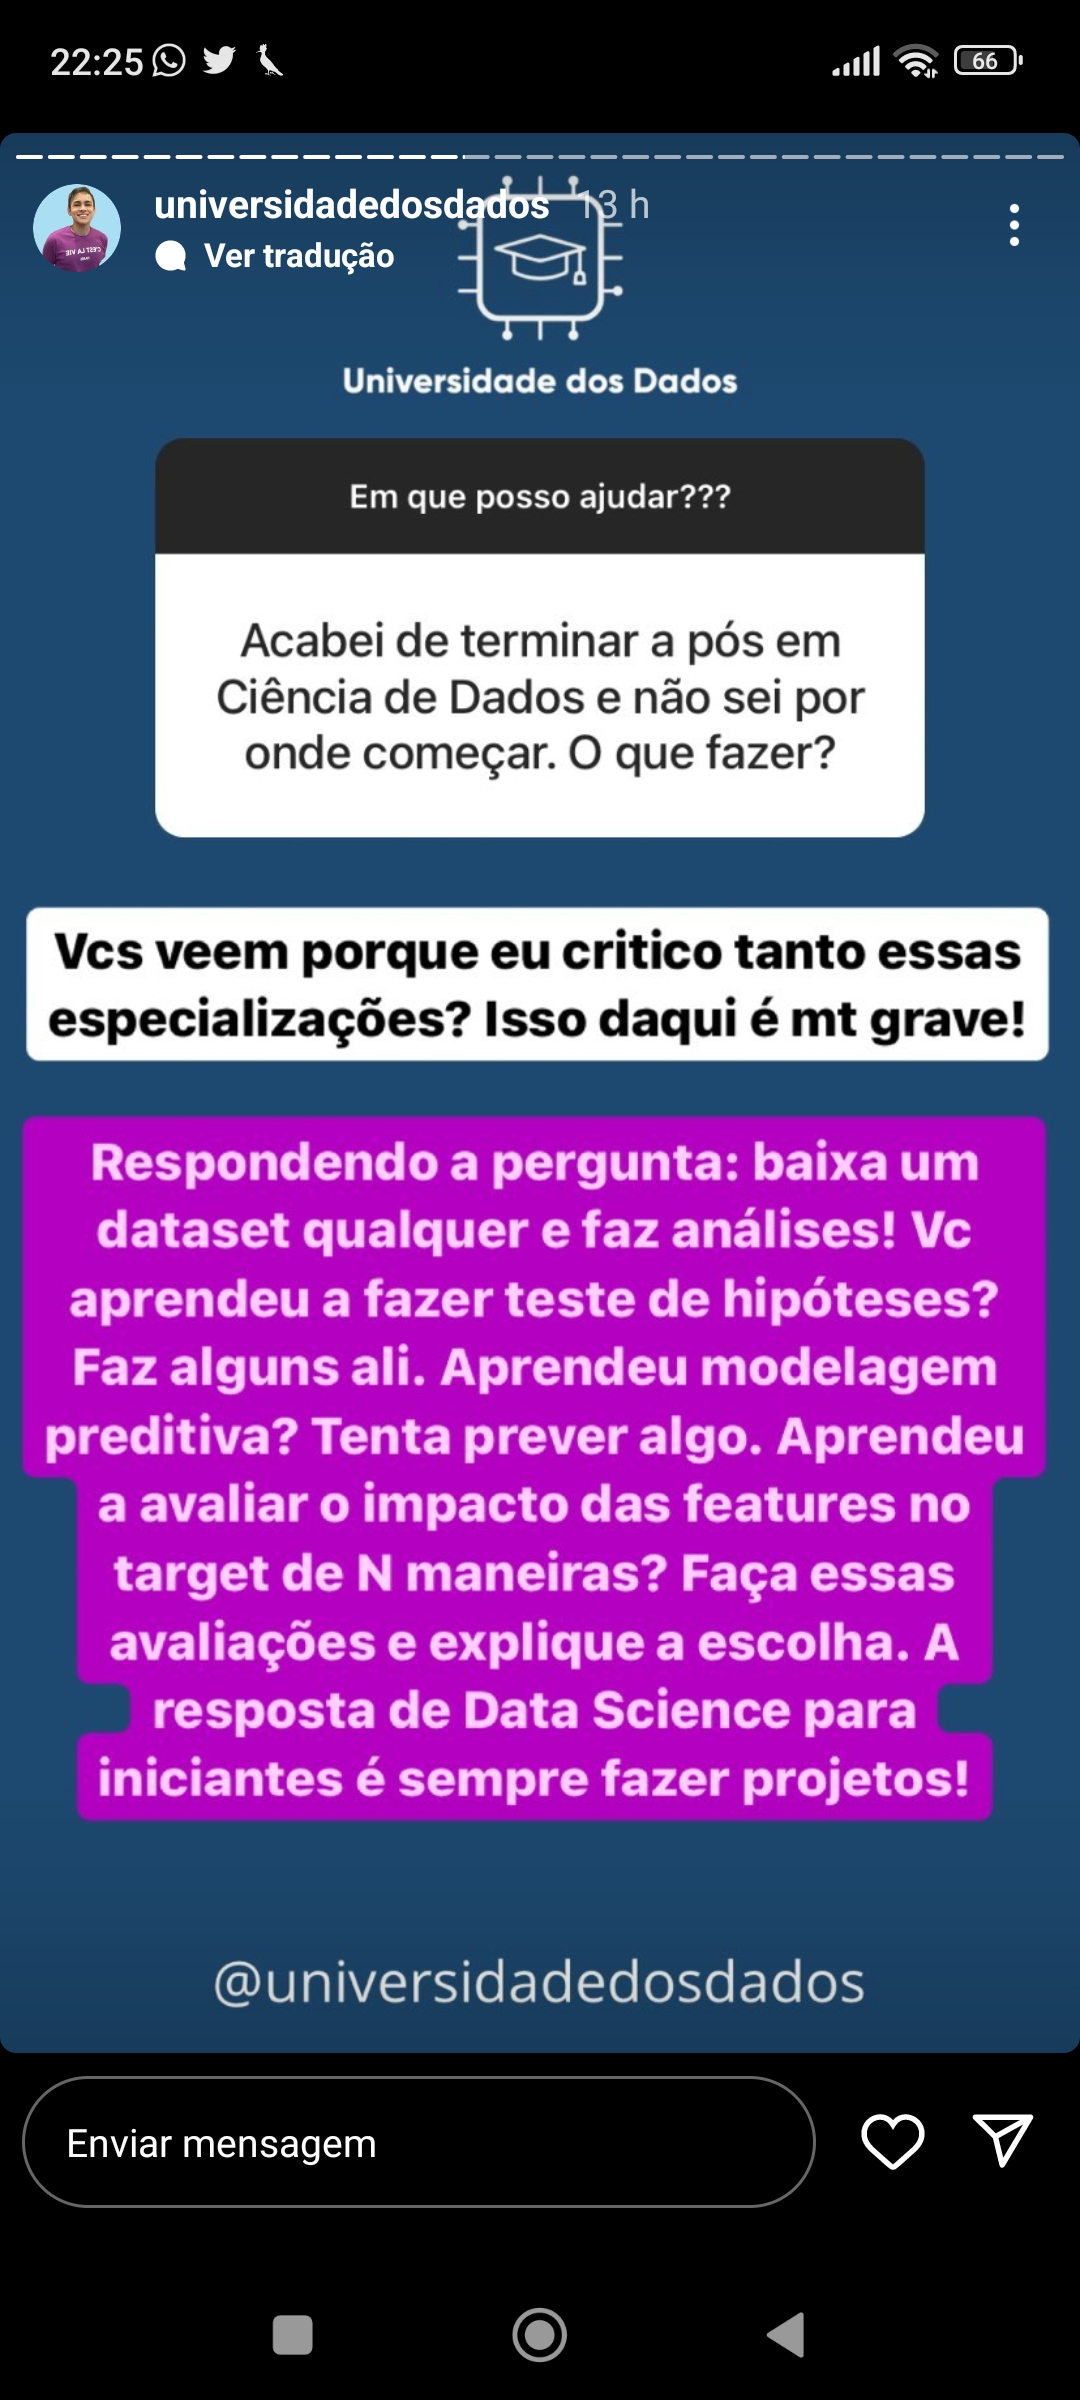 22:25
66
universidadedosdados 13 h
Ver tradução
Universidade dos Dados
Em que posso ajudar???
Acabei de terminar a pós em
Ciência de Dados e não sei por
onde começar. O que fazer?
Vcs veem porque eu critico tanto essas
especializações? Isso daqui é mt grave!
Respondendo a pergunta: baixa um
dataset qualquer e faz análises! Vc
aprendeu a fazer teste de hipóteses?
Faz alguns ali. Aprendeu modelagem
preditiva? Tenta prever algo. Aprendeu
a avaliar o impacto das features no
target de N maneiras? Faça essas
avaliações e explique a escolha. A
resposta de Data Science para
iniciantes é sempre fazer projetos!
@universidadedosdados
Enviar mensagem